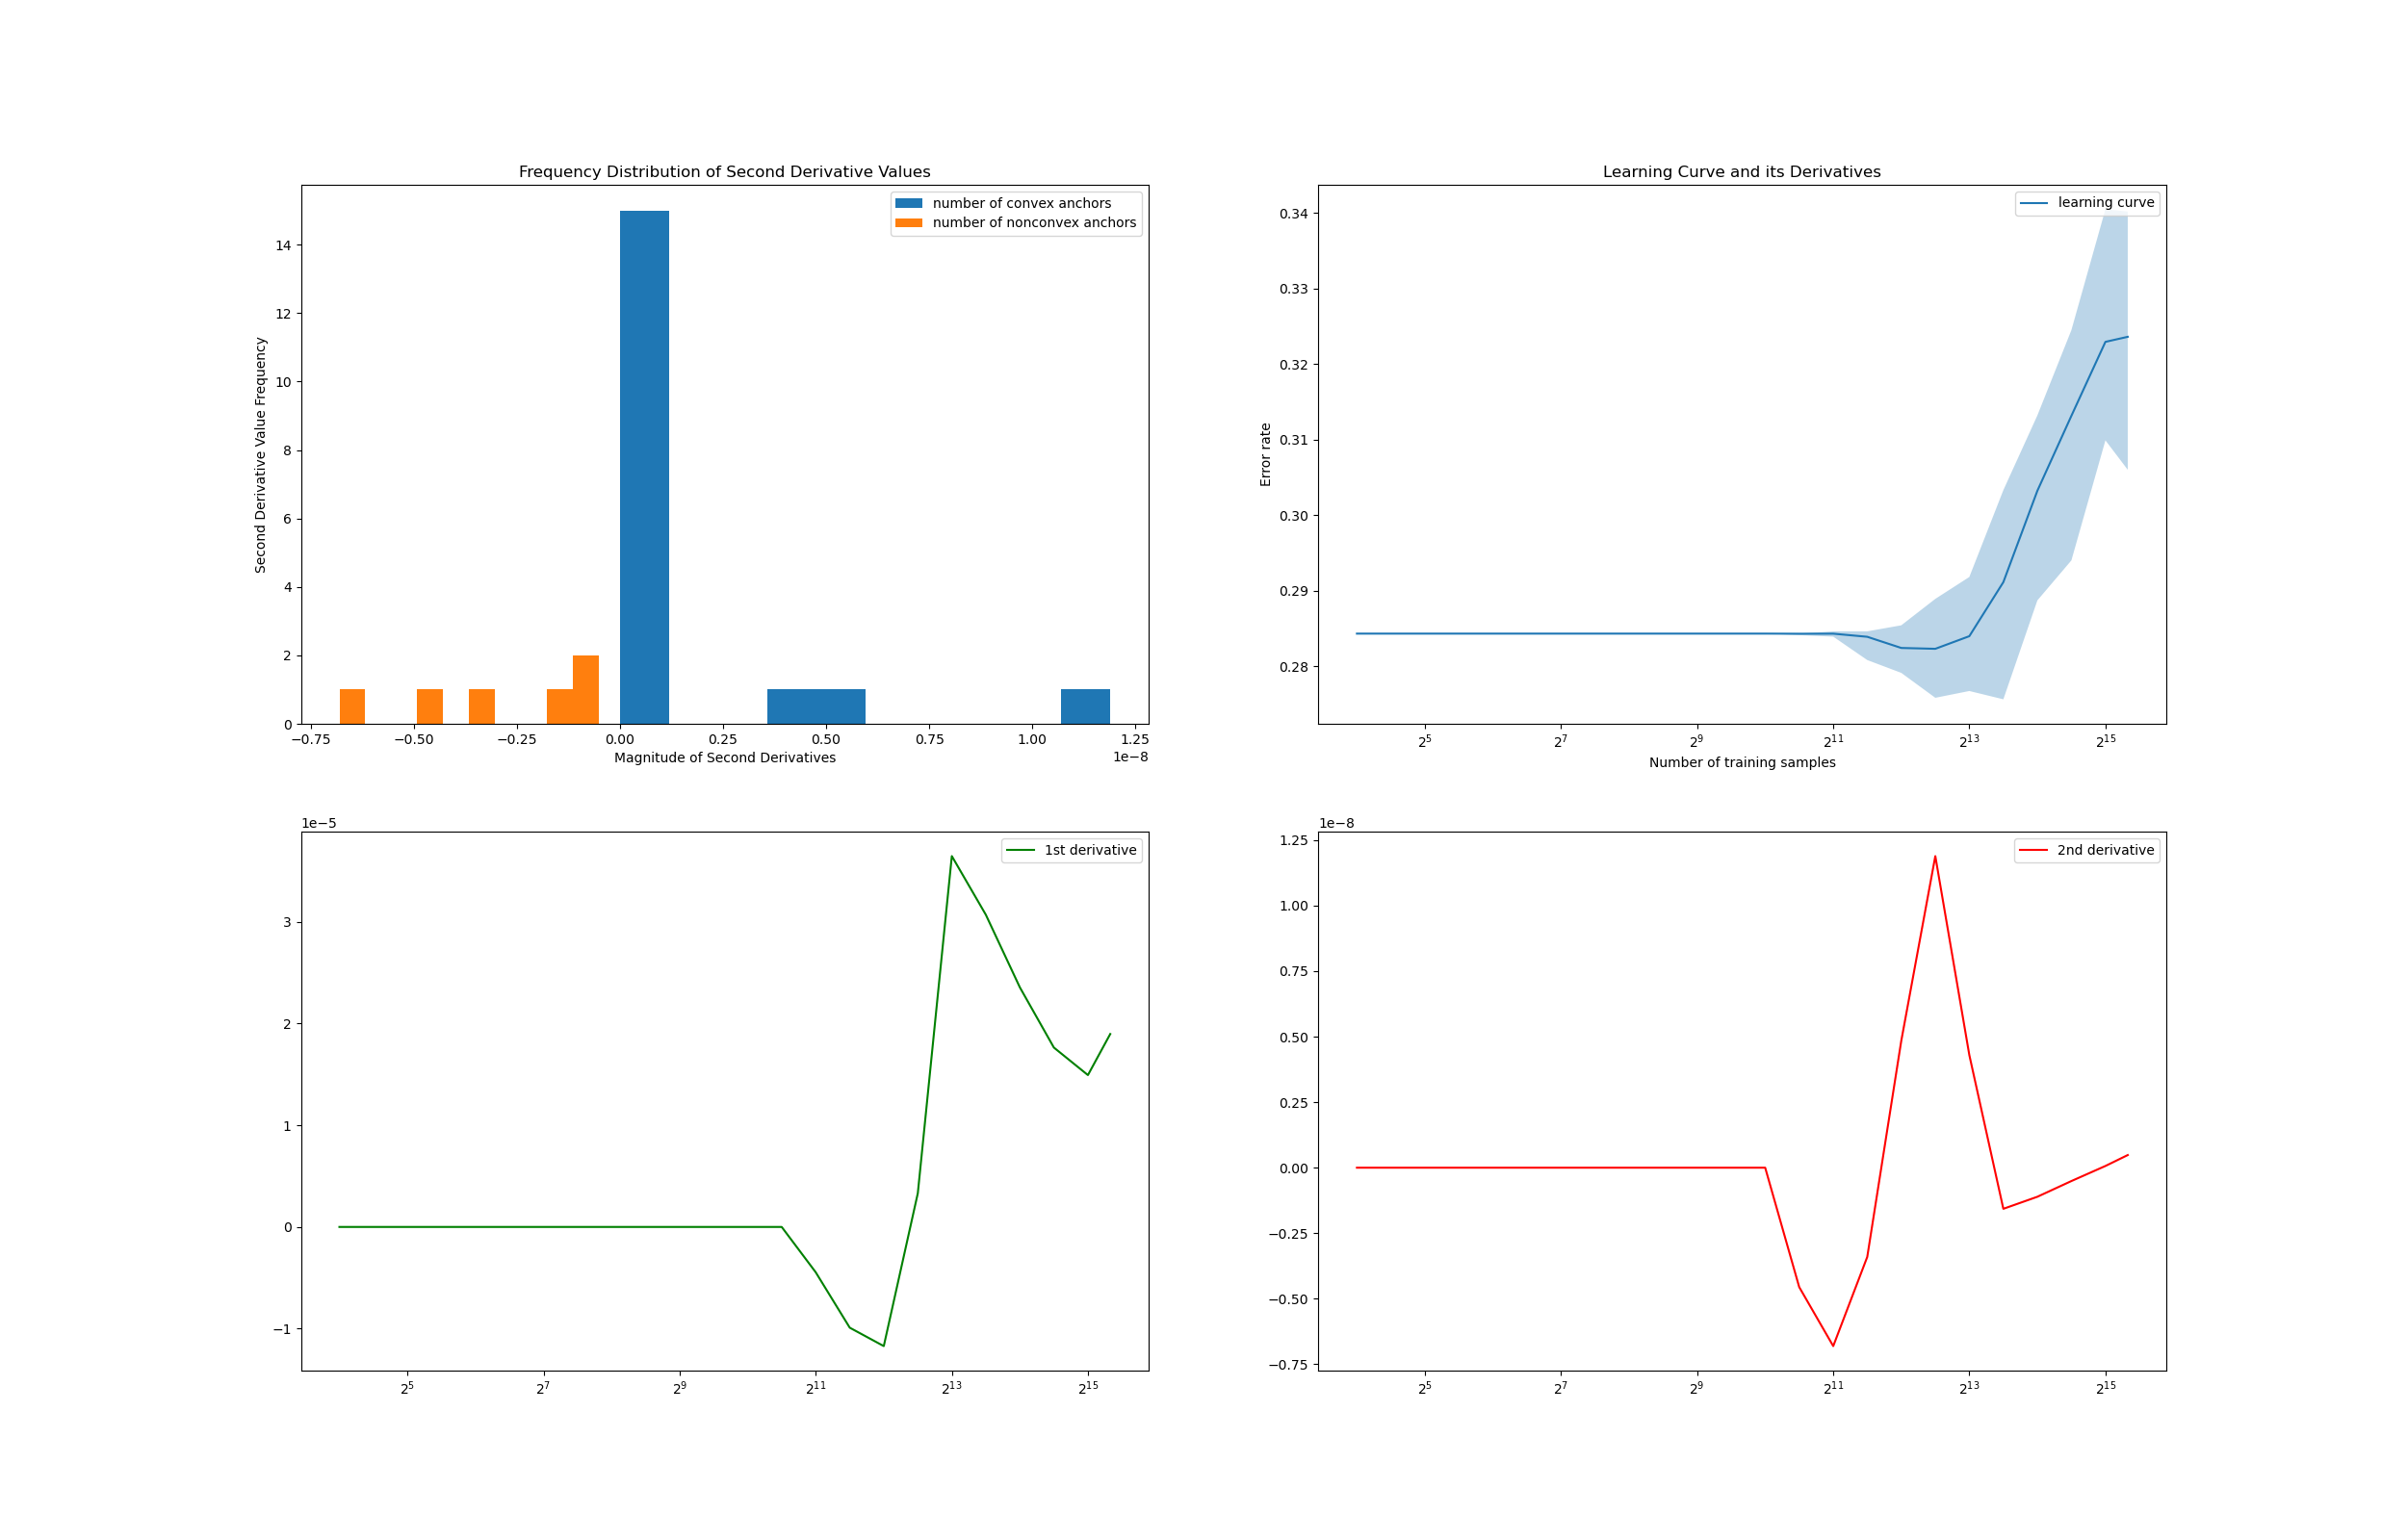 Frequency Distribution of Second Derivative Values
number of convex anchors
number of nonconvex anchors
Second Derivative Value Frequency
14
12
10
8
6
4
2
0
−0.75 −0.50 −0.25 0.00 0.25 0.50 0.75 1.00 1.25
1e−8
Magnitude of Second Derivatives
Learning Curve and its Derivatives
learning curve
Error rate
0.34
0.33
0.32
0.31
0.30
0.29
0.28
2^5 2^7 2^9 2^11 2^13 2^15
Number of training samples
1e−5
1st derivative
3
2
1
0
−1
2^5 2^7 2^9 2^11 2^13 2^15
1e−8
2nd derivative
1.25
1.00
0.75
0.50
0.25
0.00
−0.25
−0.50
−0.75
2^5 2^7 2^9 2^11 2^13 2^15